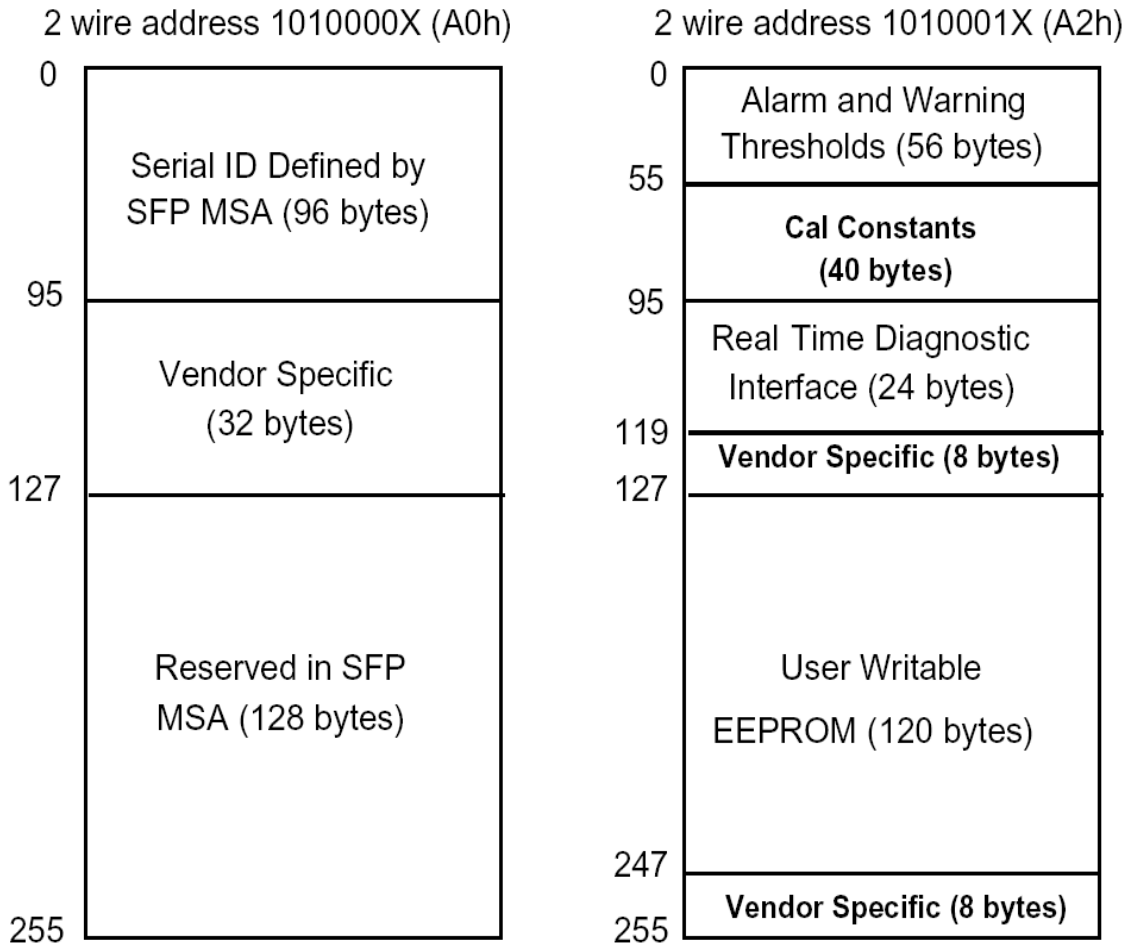 2 wire address 1010000X (A0h)
0
Serial ID Defined by
SFP MSA (96 bytes)
95
Vendor Specific
(32 bytes)
127
Reserved in SFP
MSA (128 bytes)
255
2 wire address 1010001X (A2h)
0
Alarm and Warning
Thresholds (56 bytes)
55
Cal Constants
(40 bytes)
95
Real Time Diagnostic
Interface (24 bytes)
119
Vendor Specific (8 bytes)
127
User Writable
EEPROM (120 bytes)
247
Vendor Specific (8 bytes)
255